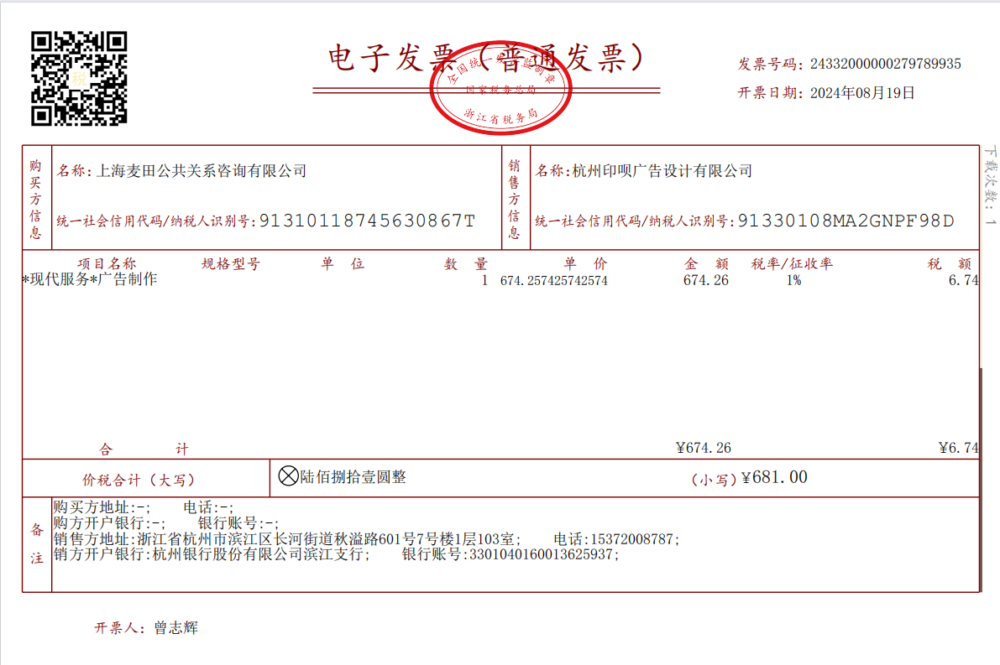 电子发票（普通发票）
全国统一发票监制章
国家税务总局
浙江省税务局
税
发票号码：24332000000279789935
开票日期：2024年08月19日
下载次数：1
购买方信息
名称：上海麦田公共关系咨询有限公司
统一社会信用代码/纳税人识别号：91310118745630867T
销售方信息
名称：杭州印呗广告设计有限公司
统一社会信用代码/纳税人识别号：91330108MA2GNPF98D
项目名称 规格型号 单 位 数 量 单 价 金 额 税率/征收率 税 额
*现代服务*广告制作 1 674.257425742574 674.26 1% 6.74
合 计 ¥674.26 ¥6.74
价税合计（大写） ⊗陆佰捌拾壹圆整 （小写）¥681.00
备注
购买方地址:-; 电话:-;
购方开户银行:-; 银行账号:-;
销售方地址:浙江省杭州市滨江区长河街道秋溢路601号7号楼1层103室; 电话:15372008787;
销方开户银行:杭州银行股份有限公司滨江支行; 银行账号:3301040160013625937;
开票人：曾志辉